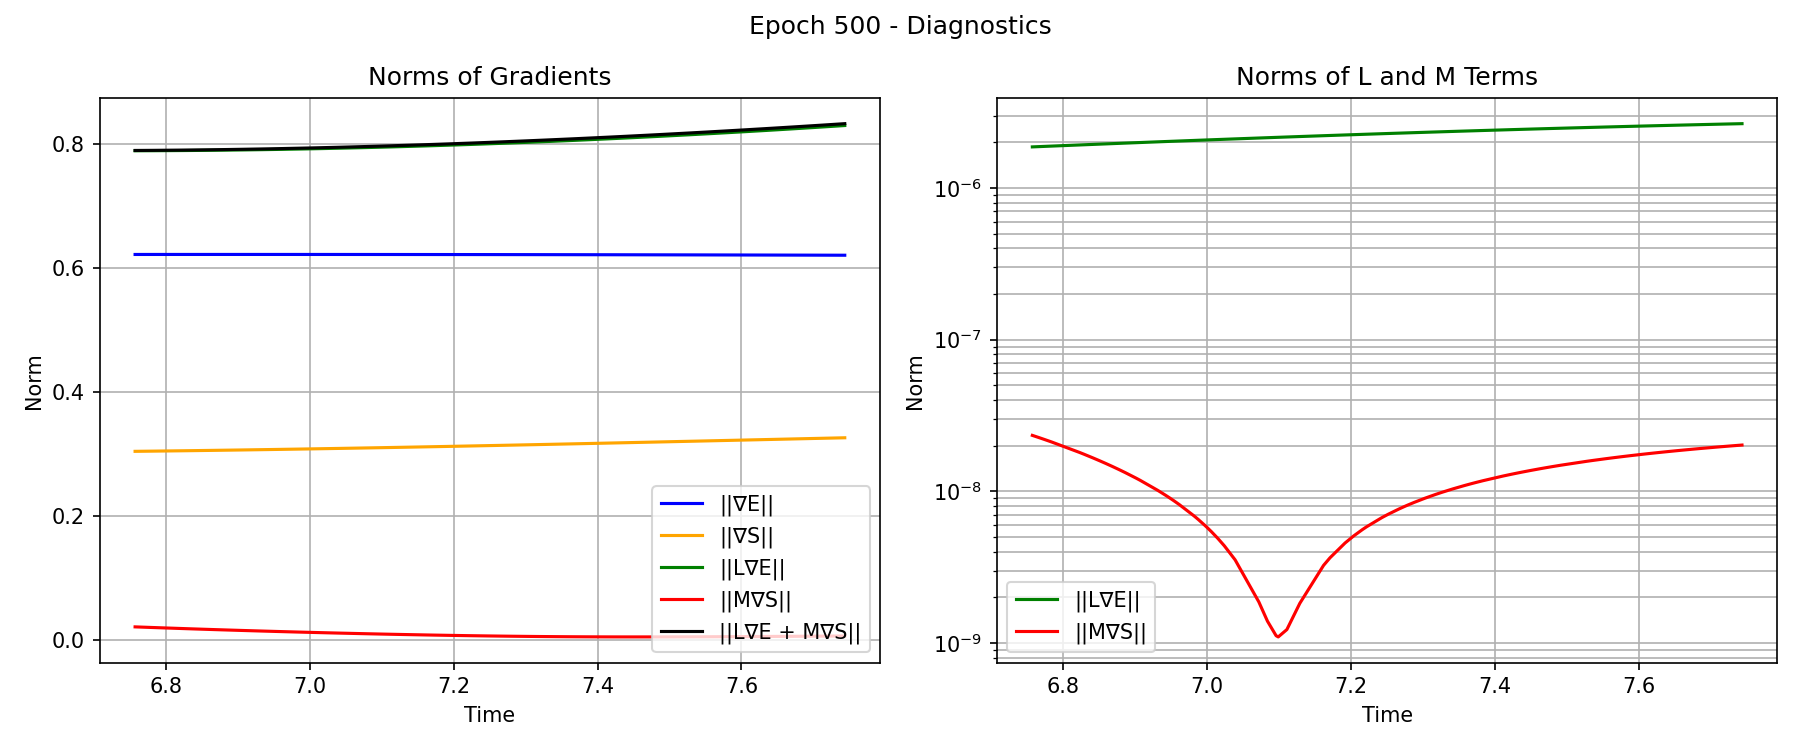 Epoch 500 - Diagnostics
Norms of Gradients
Norm
0.8
0.6
0.4
0.2
0.0
||∇E||
||∇S||
||L∇E||
||M∇S||
||L∇E + M∇S||
6.8 7.0 7.2 7.4 7.6
Time
Norms of L and M Terms
Norm
10⁻⁶
10⁻⁷
10⁻⁸
10⁻⁹
||L∇E||
||M∇S||
6.8 7.0 7.2 7.4 7.6
Time